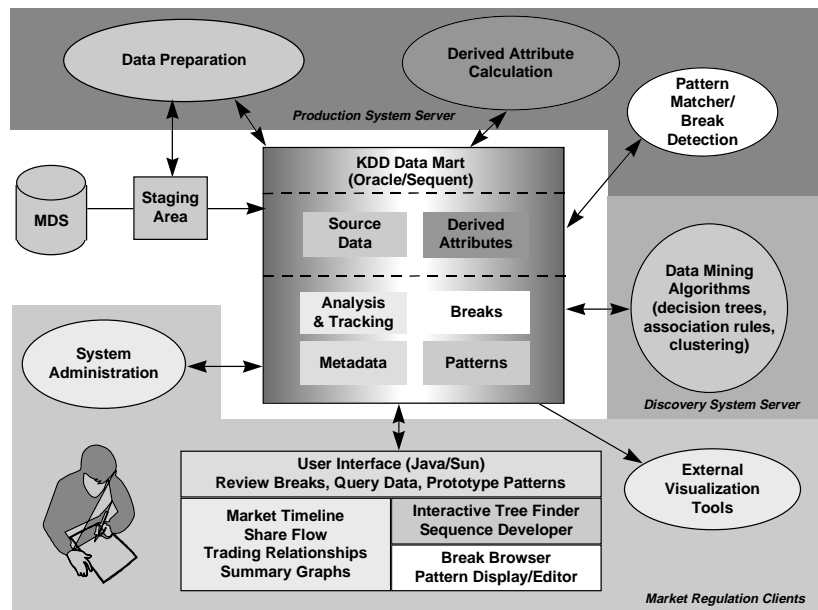 Data Preparation
Derived Attribute
Calculation
Pattern
Matcher/
Break
Detection
Production System Server
KDD Data Mart
(Oracle/Sequent)
MDS
Staging
Area
Source
Data
Derived
Attributes
Data Mining
Algorithms
(decision trees,
association rules,
clustering)
Analysis
& Tracking
Breaks
System
Administration
Metadata
Patterns
Discovery System Server
User Interface (Java/Sun)
Review Breaks, Query Data, Prototype Patterns
External
Visualization
Tools
Market Timeline
Share Flow
Trading Relationships
Summary Graphs
Interactive Tree Finder
Sequence Developer
Break Browser
Pattern Display/Editor
Market Regulation Clients